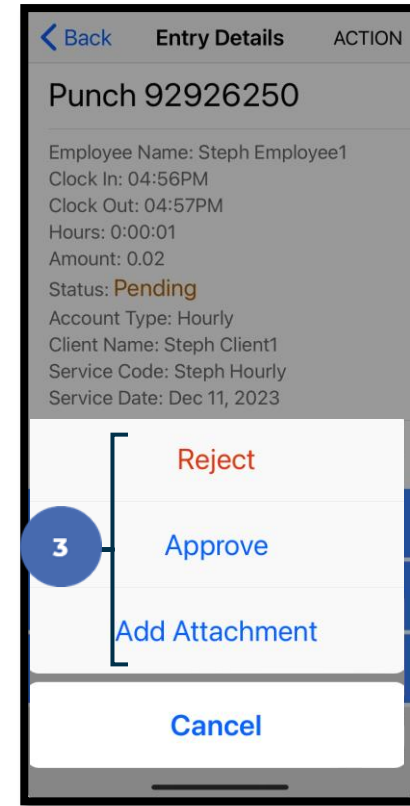 Back Entry Details ACTION
Punch 92926250
Employee Name: Steph Employee1
Clock In: 04:56PM
Clock Out: 04:57PM
Hours: 0:00:01
Amount: 0.02
Status: Pending
Account Type: Hourly
Client Name: Steph Client1
Service Code: Steph Hourly
Service Date: Dec 11, 2023
Reject
3 Approve
Add Attachment
Cancel